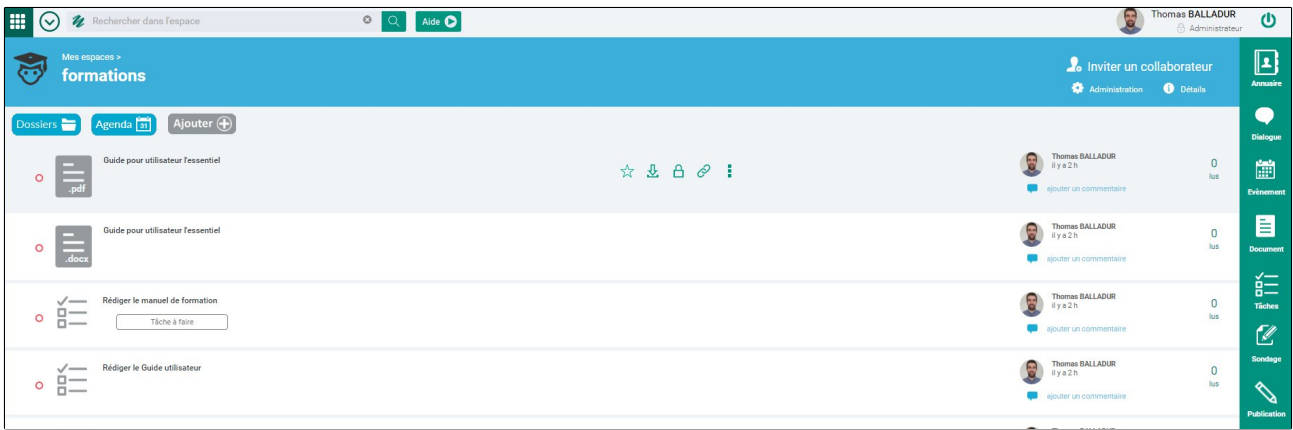 Rechercher dans l'espace
Aide
Thomas BALLADUR
Administrateur
Mes espaces >
formations
Inviter un collaborateur
Administration
Détails
Annuaire
Dossiers
Agenda
31
Ajouter
Dialogue
Guide pour utilisateur l'essentiel
.pdf
Thomas BALLADUR
il y a 2 h
ajouter un commentaire
0
lus
Evènement
Guide pour utilisateur l'essentiel
.docx
Thomas BALLADUR
il y a 2 h
ajouter un commentaire
0
lus
Document
Rédiger le manuel de formation
Tâche à faire
Thomas BALLADUR
il y a 2 h
ajouter un commentaire
0
lus
Tâches
Rédiger le Guide utilisateur
Thomas BALLADUR
il y a 2 h
ajouter un commentaire
0
lus
Sondage
Publication